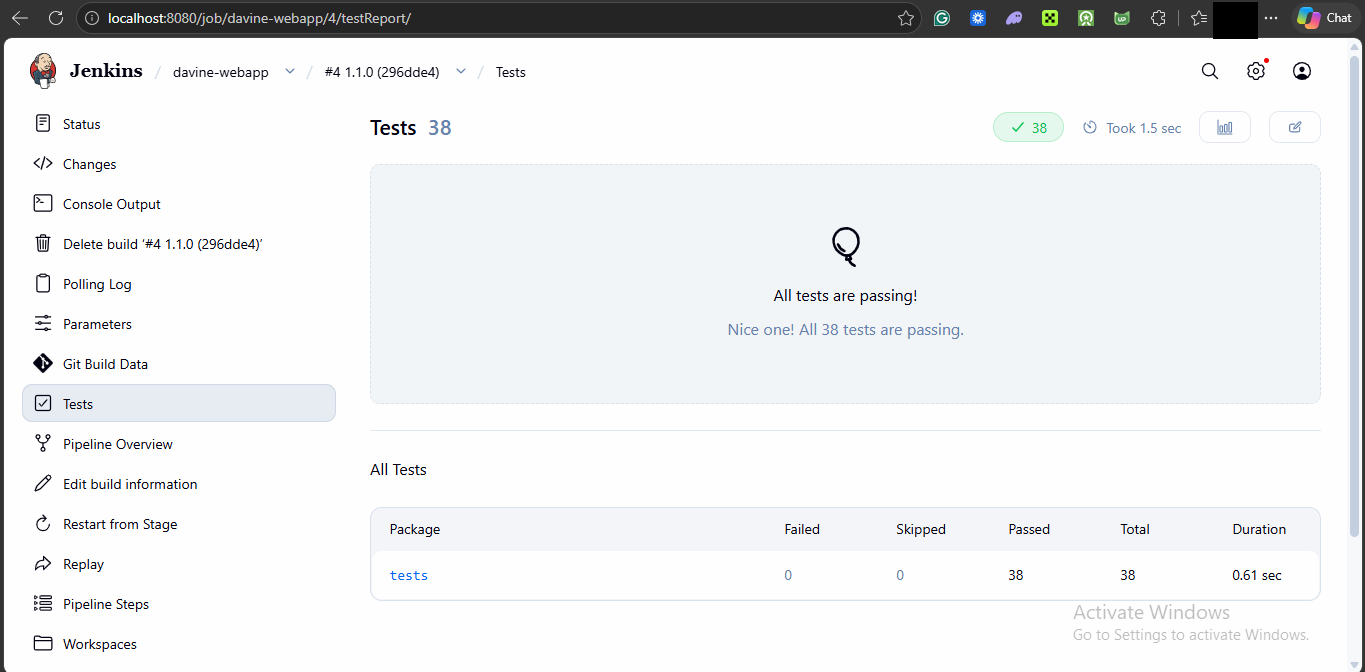 localhost:8080/job/davine-webapp/4/testReport/
UP
Chat
Jenkins / davine-webapp / #4 1.1.0 (296dde4) / Tests
Status
Changes
Console Output
Delete build ‘#4 1.1.0 (296dde4)’
Polling Log
Parameters
Git Build Data
Tests
Pipeline Overview
Edit build information
Restart from Stage
Replay
Pipeline Steps
Workspaces
Tests 38
38
Took 1.5 sec
All tests are passing!
Nice one! All 38 tests are passing.
All Tests
Package Failed Skipped Passed Total Duration
tests 0 0 38 38 0.61 sec
Activate Windows
Go to Settings to activate Windows.